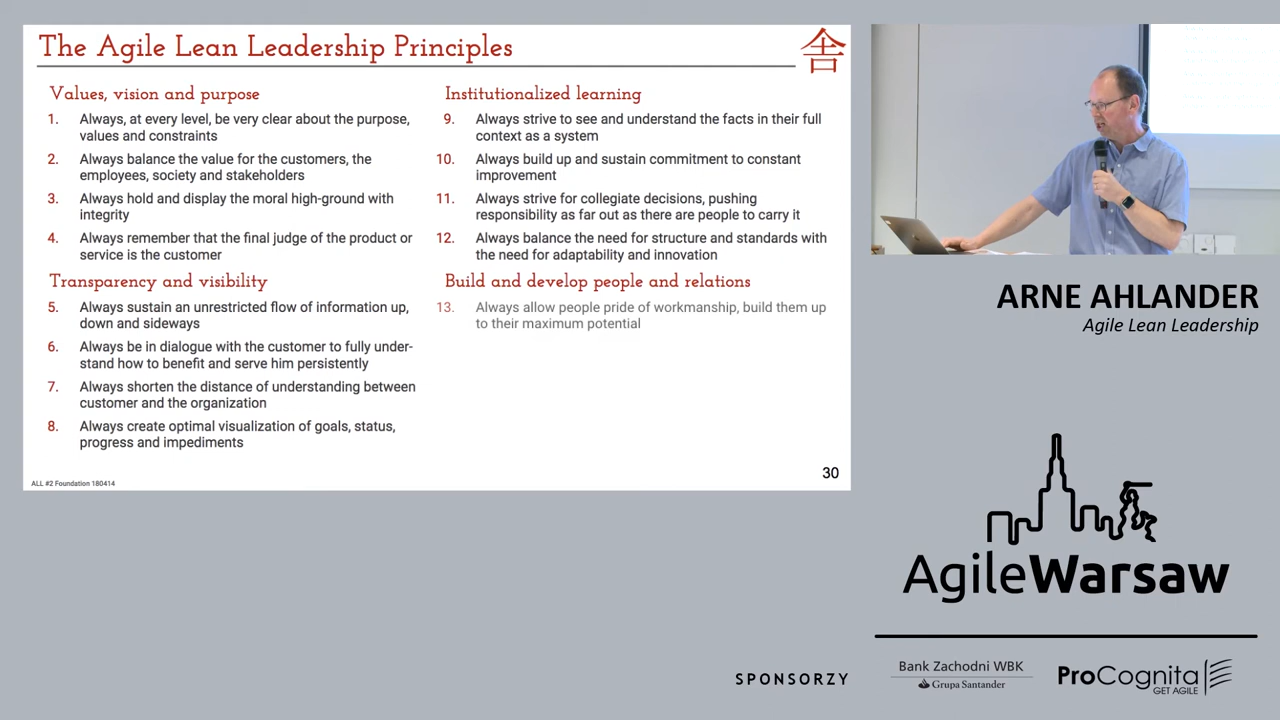 The Agile Lean Leadership Principles
舎
Values, vision and purpose
1. Always, at every level, be very clear about the purpose,
values and constraints
2. Always balance the value for the customers, the
employees, society and stakeholders
3. Always hold and display the moral high-ground with
integrity
4. Always remember that the final judge of the product or
service is the customer
Transparency and visibility
5. Always sustain an unrestricted flow of information up,
down and sideways
6. Always be in dialogue with the customer to fully under-
stand how to benefit and serve him persistently
7. Always shorten the distance of understanding between
customer and the organization
8. Always create optimal visualization of goals, status,
progress and impediments
Institutionalized learning
9. Always strive to see and understand the facts in their full
context as a system
10. Always build up and sustain commitment to constant
improvement
11. Always strive for collegiate decisions, pushing
responsibility as far out as there are people to carry it
12. Always balance the need for structure and standards with
the need for adaptability and innovation
Build and develop people and relations
13. Always allow people pride of workmanship, build them up
to their maximum potential
ALL #2 Foundation 180414
30
ARNE AHLANDER
Agile Lean Leadership
AgileWarsaw
SPONSORZY
Bank Zachodni WBK
Grupa Santander
ProCognita
GET AGILE